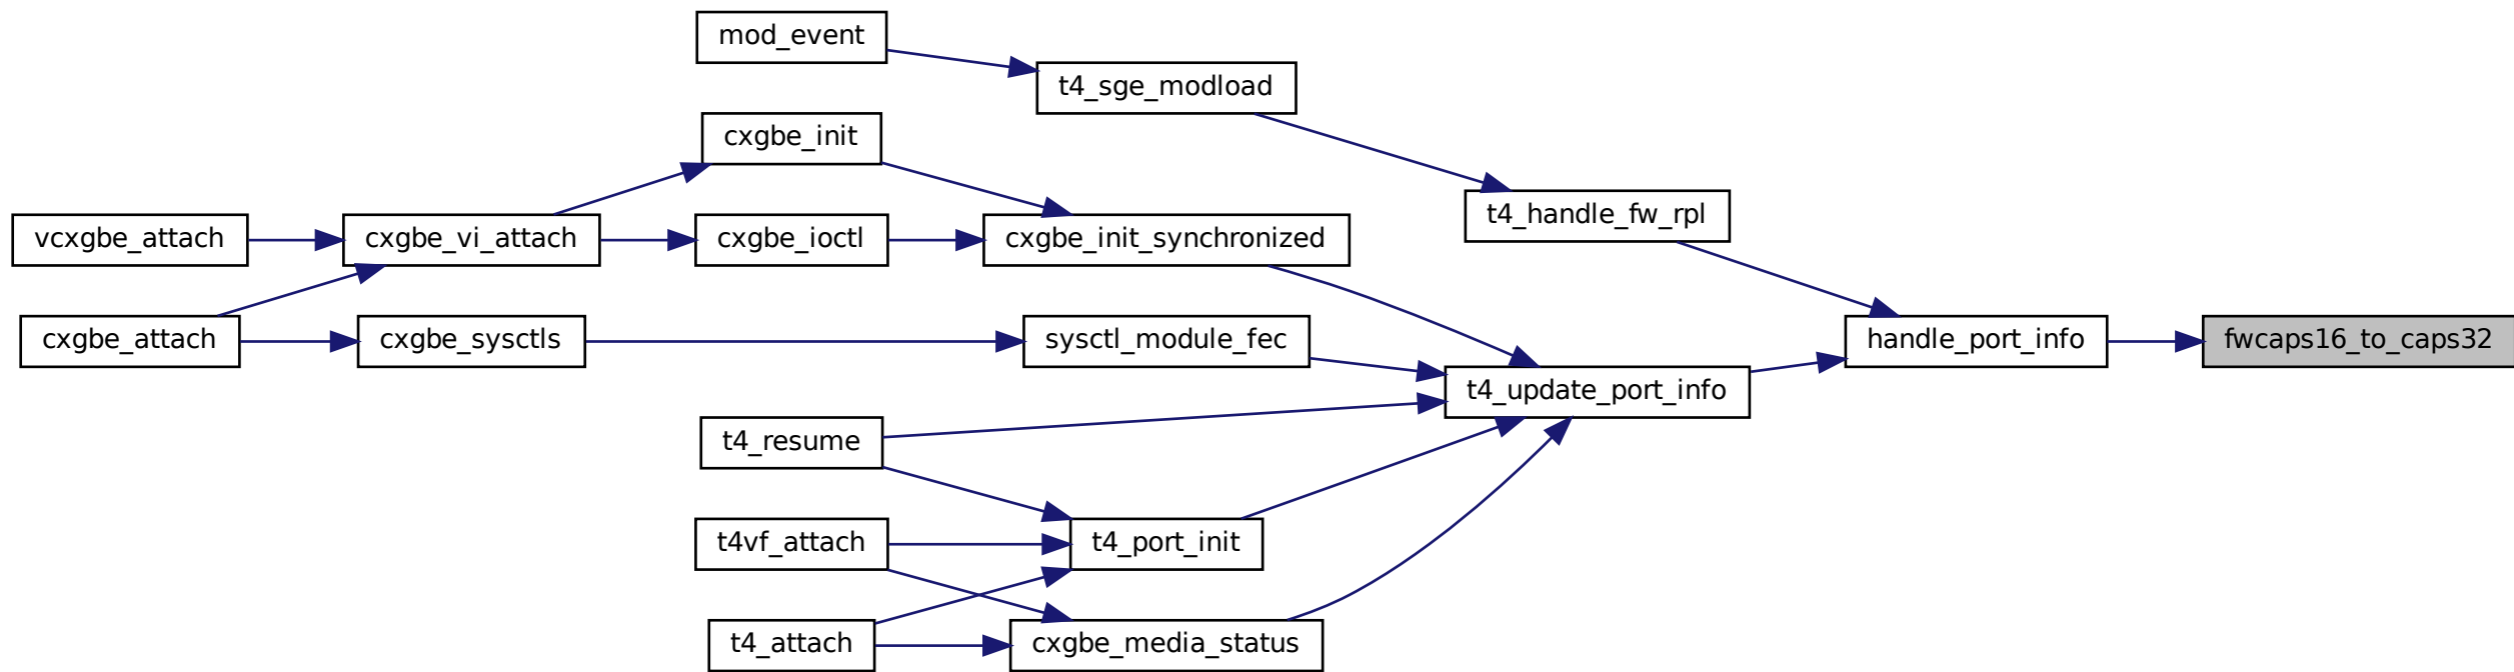 mod_event
t4_sge_modload
cxgbe_init
t4_handle_fw_rpl
vcxgbe_attach
cxgbe_vi_attach
cxgbe_ioctl
cxgbe_init_synchronized
cxgbe_attach
cxgbe_sysctls
sysctl_module_fec
handle_port_info
fwcaps16_to_caps32
t4_update_port_info
t4_resume
t4vf_attach
t4_port_init
t4_attach
cxgbe_media_status